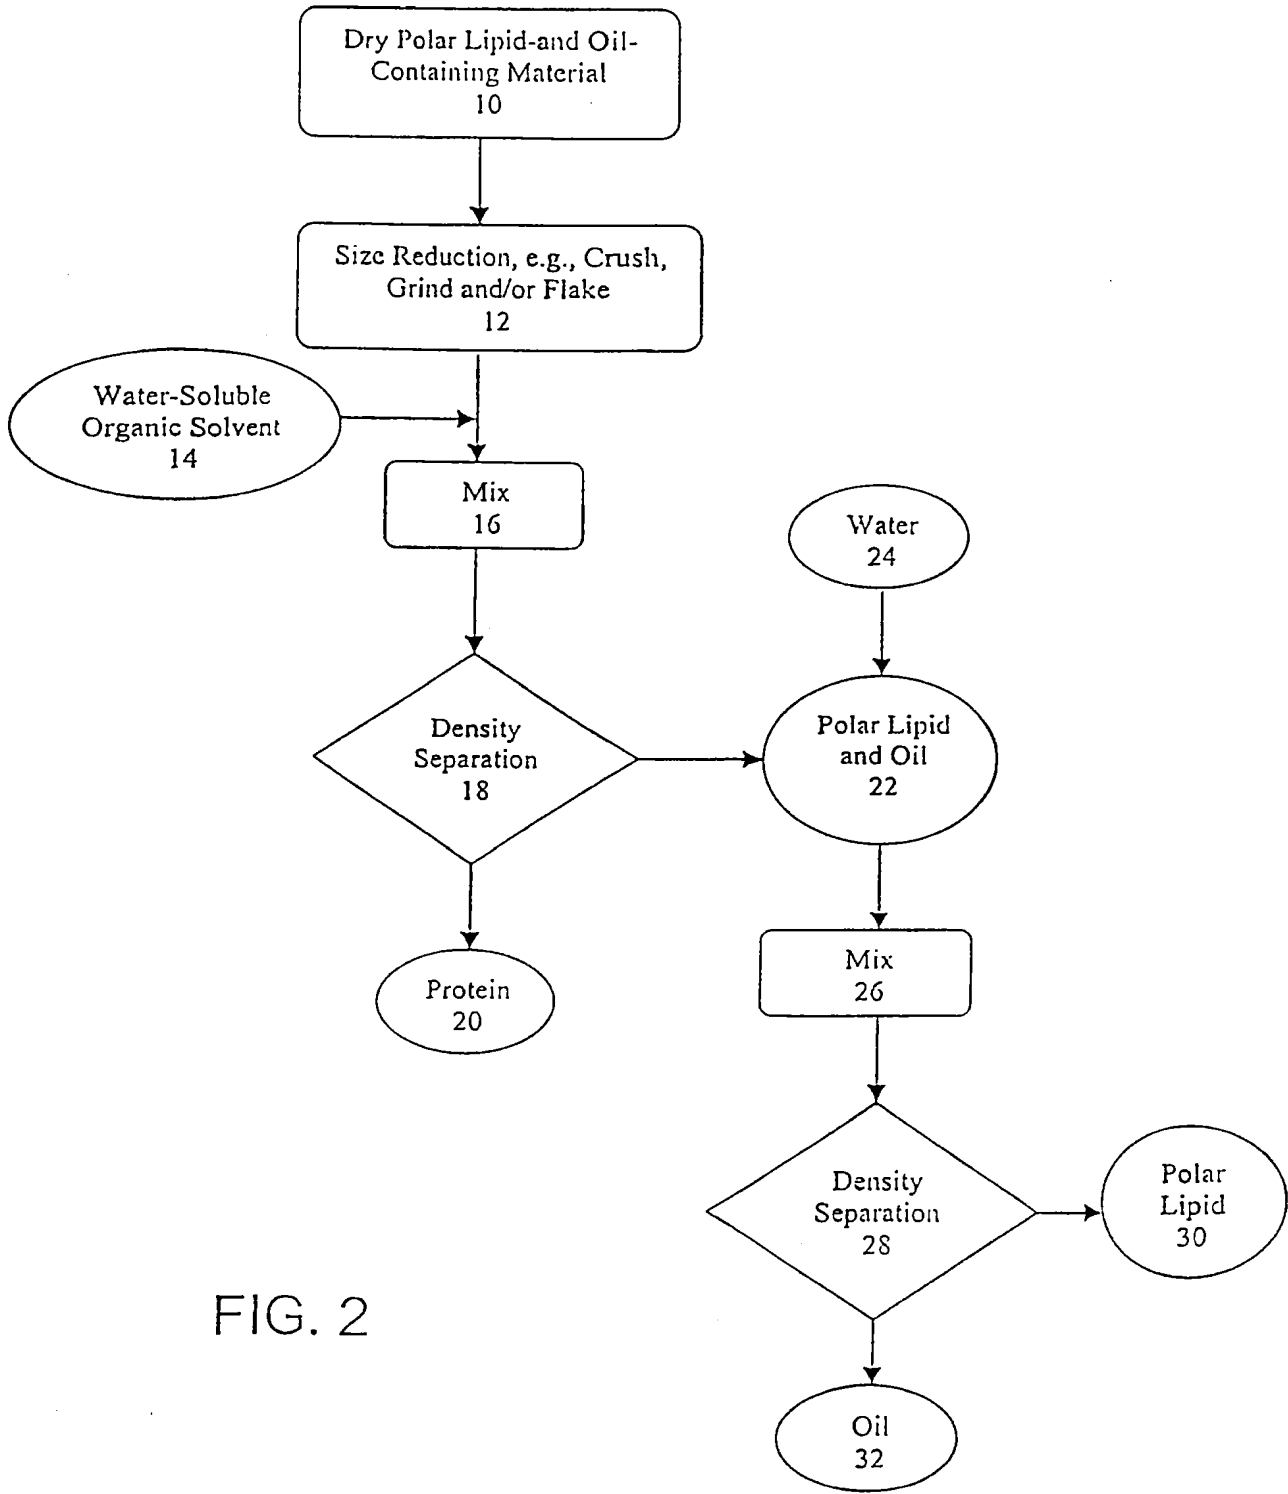 Dry Polar Lipid-and Oil-
Containing Material
10
Size Reduction, e.g., Crush,
Grind and/or Flake
12
Water-Soluble
Organic Solvent
14
Mix
16
Water
24
Density
Separation
18
Polar Lipid
and Oil
22
Protein
20
Mix
26
Density
Separation
28
Polar
Lipid
30
Oil
32
FIG. 2